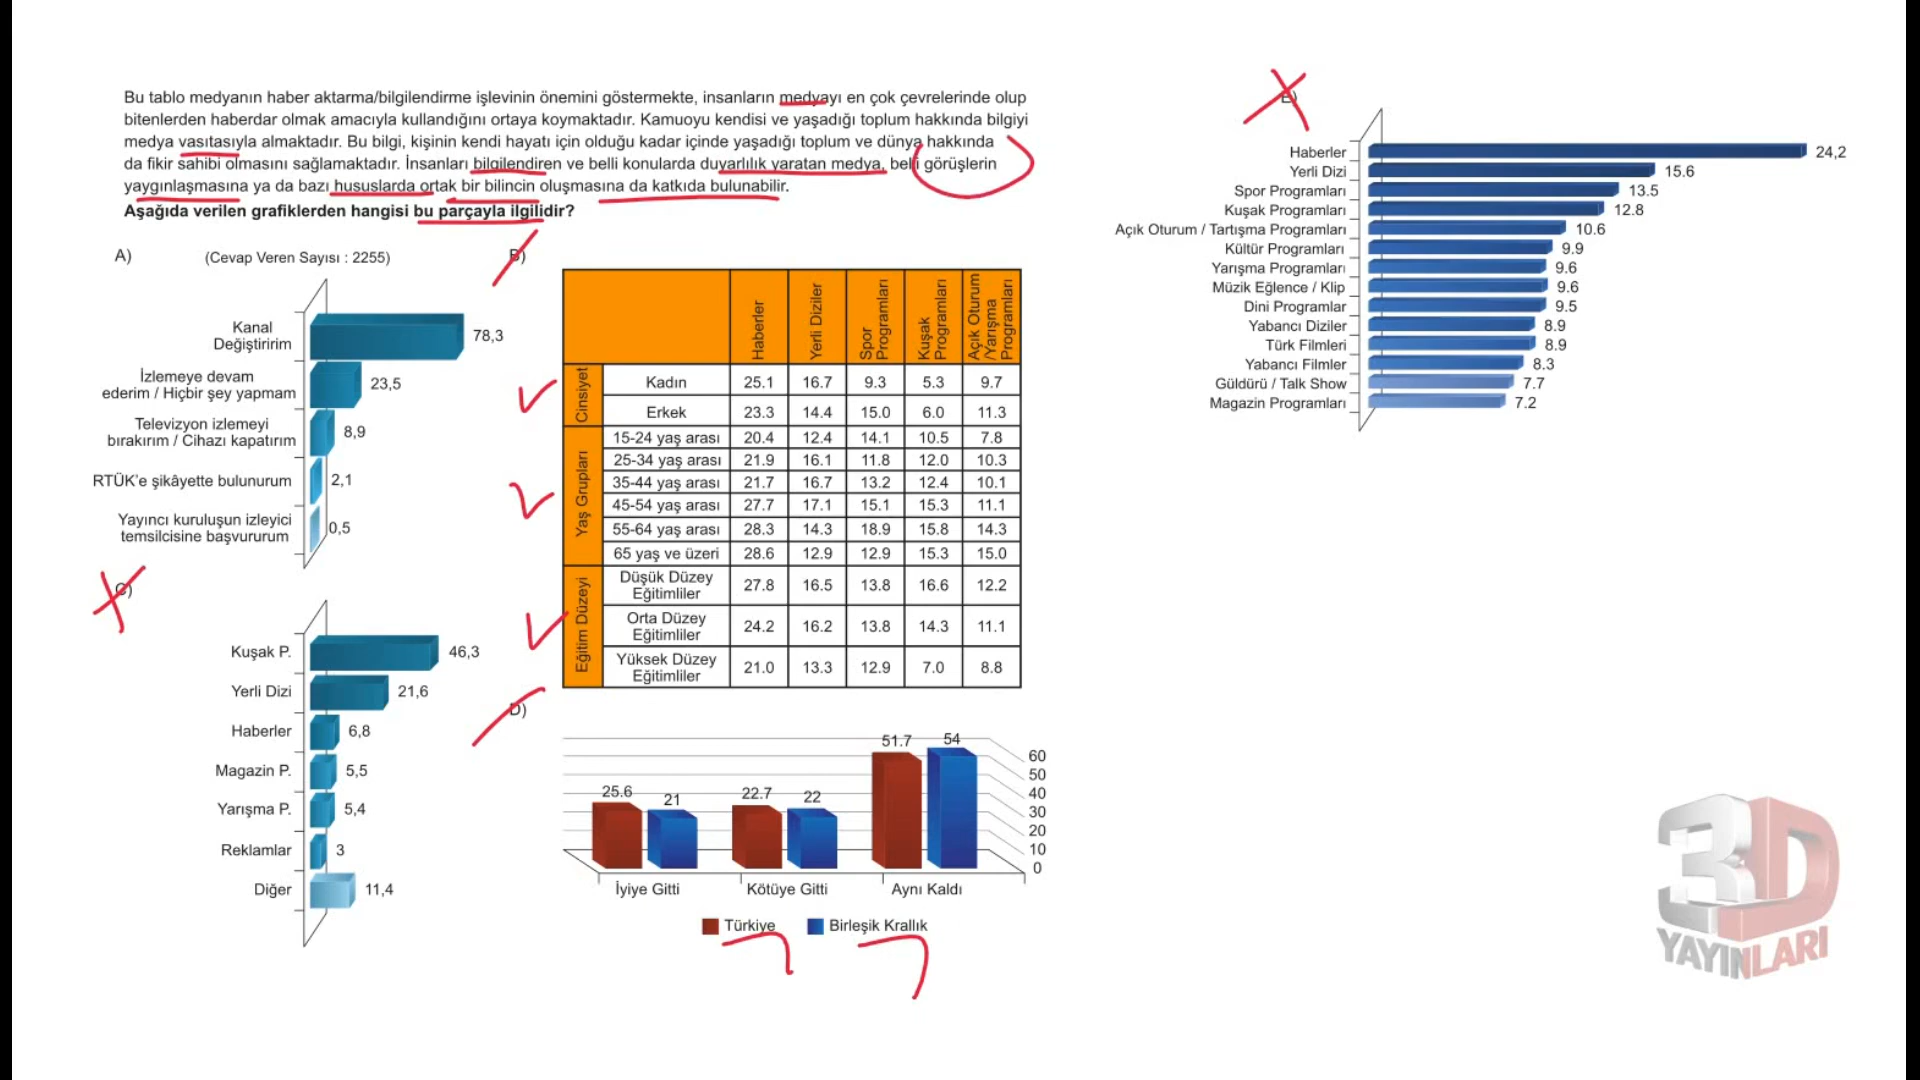 Bu tablo medyanın haber aktarma/bilgilendirme işlevinin önemini göstermekte, insanların medyayı en çok çevrelerinde olup
bitenlerden haberdar olmak amacıyla kullandığını ortaya koymaktadır. Kamuoyu kendisi ve yaşadığı toplum hakkında bilgiyi
medya vasıtasıyla almaktadır. Bu bilgi, kişinin kendi hayatı için olduğu kadar içinde yaşadığı toplum ve dünya hakkında
da fikir sahibi olmasını sağlamaktadır. İnsanları bilgilendiren ve belli konularda duyarlılık yaratan medya, belli görüşlerin
yaygınlaşmasına ya da bazı hususlarda ortak bir bilincin oluşmasına da katkıda bulunabilir.
Aşağıda verilen grafiklerden hangisi bu parçayla ilgilidir?
A)
(Cevap Veren Sayısı : 2255)
Kanal
Değiştiririm
78,3
İzlemeye devam
ederim / Hiçbir şey yapmam
23,5
Televizyon izlemeyi
bırakırım / Cihazı kapatırım
8,9
RTÜK'e şikâyette bulunurum
2,1
Yayıncı kuruluşun izleyici
temsilcisine başvururum
0,5
B)
Haberler
Yerli Diziler
Spor
Programları
Kuşak
Programları
Açık Oturum
/Yarışma
Programları
Cinsiyet
Kadın 25.1 16.7 9.3 5.3 9.7
Erkek 23.3 14.4 15.0 6.0 11.3
Yaş Grupları
15-24 yaş arası 20.4 12.4 14.1 10.5 7.8
25-34 yaş arası 21.9 16.1 11.8 12.0 10.3
35-44 yaş arası 21.7 16.7 13.2 12.4 10.1
45-54 yaş arası 27.7 17.1 15.1 15.3 11.1
55-64 yaş arası 28.3 14.3 18.9 15.8 14.3
65 yaş ve üzeri 28.6 12.9 12.9 15.3 15.0
Eğitim Düzeyi
Düşük Düzey
Eğitimliler
27.8 16.5 13.8 16.6 12.2
Orta Düzey
Eğitimliler
24.2 16.2 13.8 14.3 11.1
Yüksek Düzey
Eğitimliler
21.0 13.3 12.9 7.0 8.8
C)
Kuşak P. 46,3
Yerli Dizi 21,6
Haberler 6,8
Magazin P. 5,5
Yarışma P. 5,4
Reklamlar 3
Diğer 11,4
D)
25.6 21 22.7 22 51.7 54
60
50
40
30
20
10
0
İyiye Gitti Kötüye Gitti Aynı Kaldı
Türkiye Birleşik Krallık
E)
Haberler 24,2
Yerli Dizi 15.6
Spor Programları 13.5
Kuşak Programları 12.8
Açık Oturum / Tartışma Programları 10.6
Kültür Programları 9.9
Yarışma Programları 9.6
Müzik Eğlence / Klip 9.6
Dini Programlar 9.5
Yabancı Diziler 8.9
Türk Filmleri 8.9
Yabancı Filmler 8.3
Güldürü / Talk Show 7.7
Magazin Programları 7.2
3D
YAYINLARI